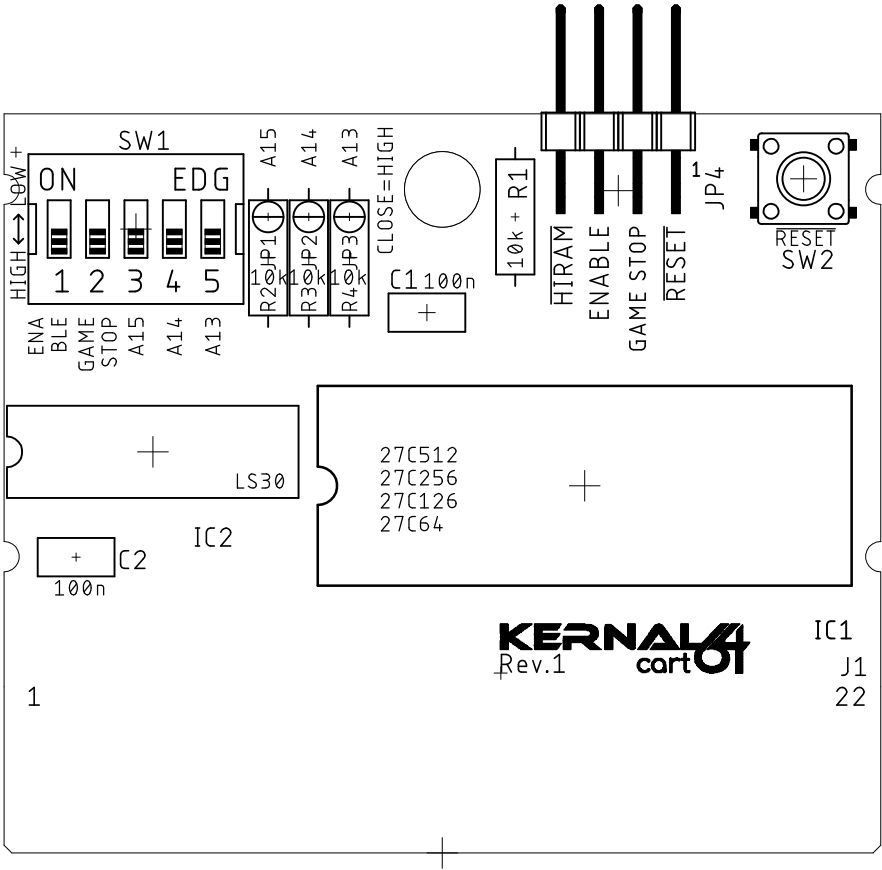 SW1
ON EDG
1 2 3 4 5
HIGH ↔ LOW +
ENA
BLE
GAME
STOP
A15
A14
A13
A15
A14
A13
CLOSE=HIGH
JP1
JP2
JP3
10k
10k
10k
R2
R3
R4
C1 100n
R1
10k
HIRAM
ENABLE
GAME STOP
RESET
1
JP4
RESET
SW2
LS30
IC2
C2
100n
27C512
27C256
27C126
27C64
IC1
KERNAL64
cart
Rev.1
J1
1
22